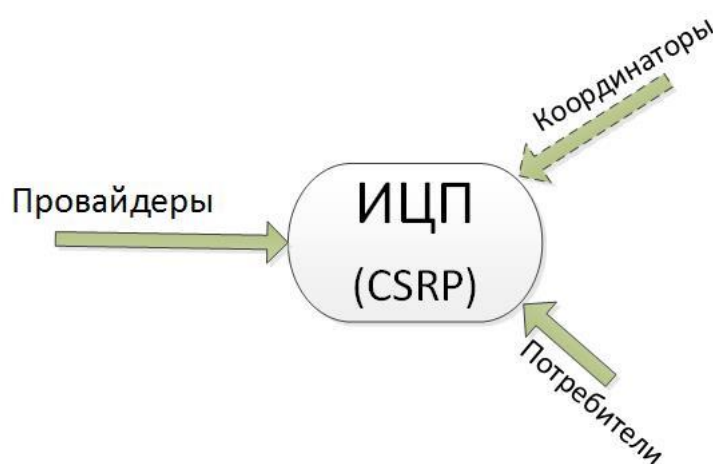 Координаторы
Провайдеры
ИЦП
(CSRP)
Потребители